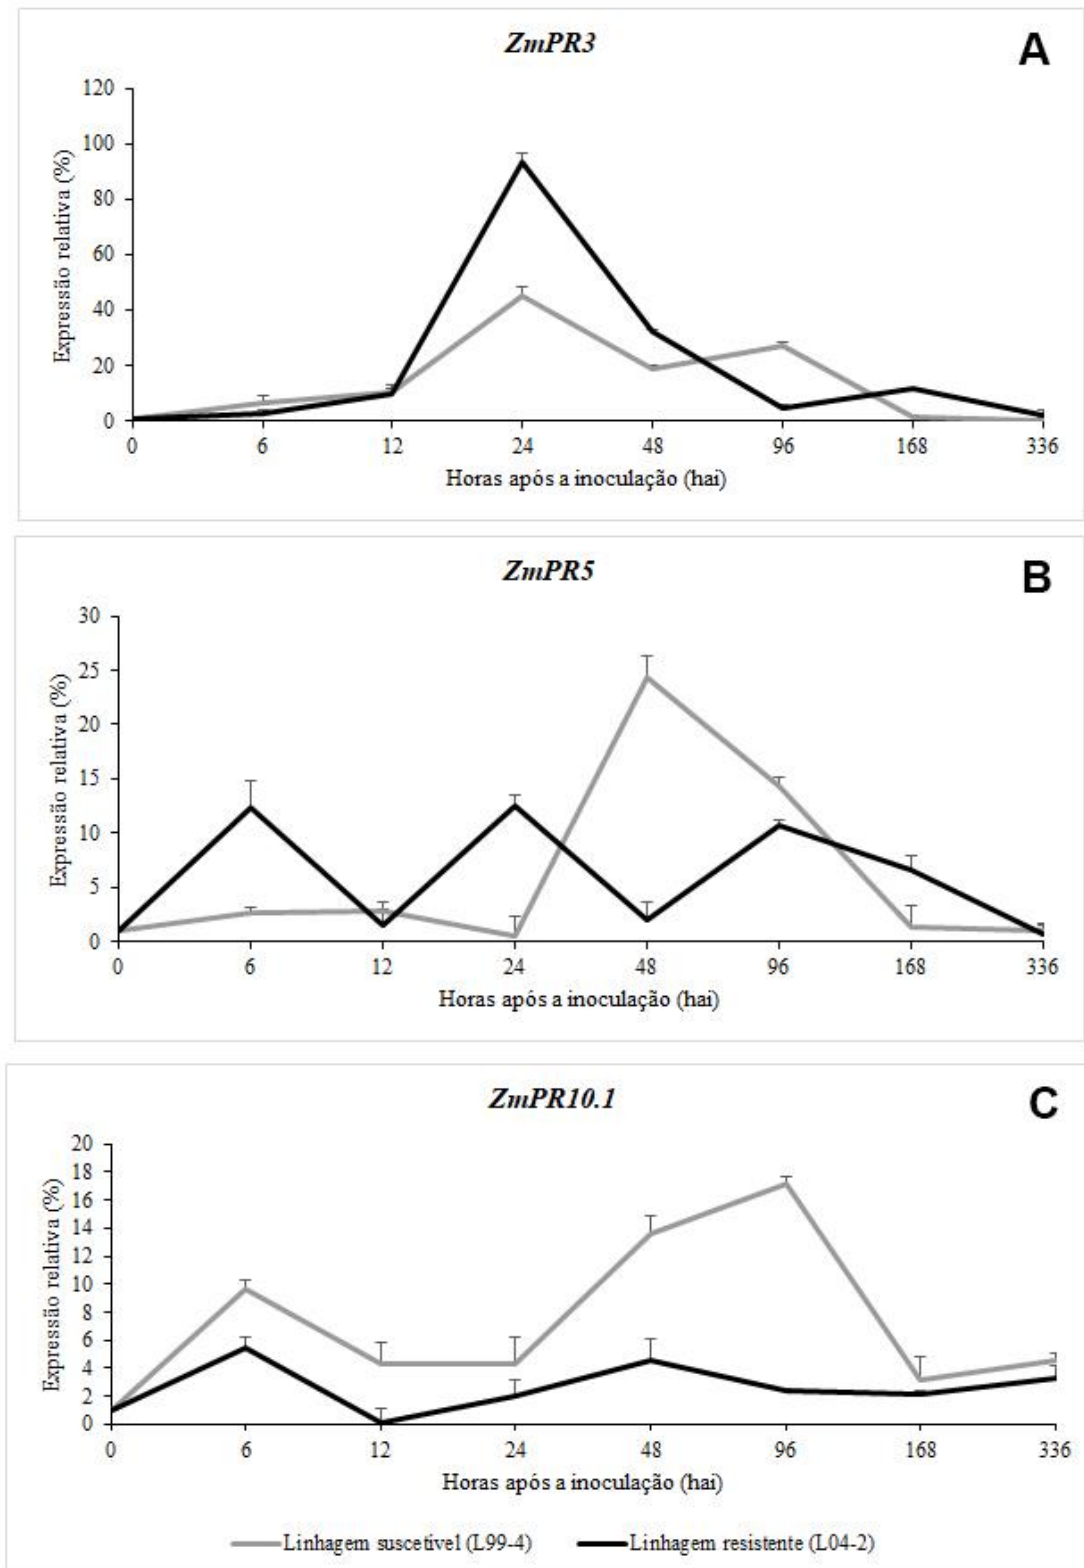 ZmPR3
A
120
100
80
60
40
20
0
Expressão relativa (%)
0 6 12 24 48 96 168 336
Horas após a inoculação (hai)
ZmPR5
B
30
25
20
15
10
5
0
Expressão relativa (%)
0 6 12 24 48 96 168 336
Horas após a inoculação (hai)
ZmPR10.1
C
20
18
16
14
12
10
8
6
4
2
0
Expressão relativa (%)
0 6 12 24 48 96 168 336
Horas após a inoculação (hai)
Linhagem suscetível (L99-4) Linhagem resistente (L04-2)